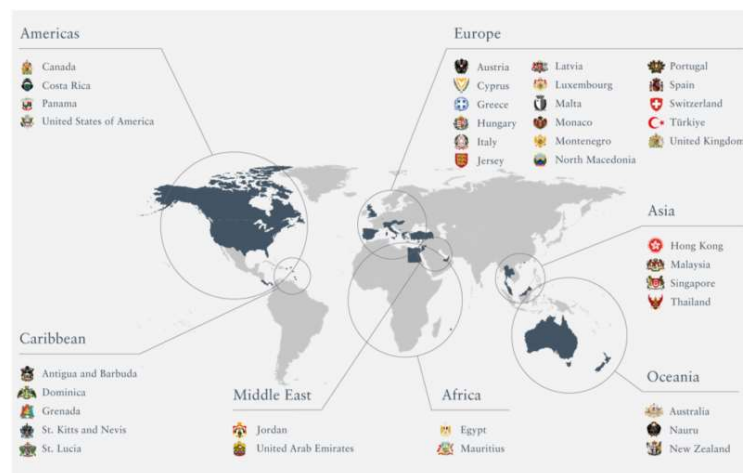 Americas
Canada
Costa Rica
Panama
United States of America
Europe
Austria
Cyprus
Greece
Hungary
Italy
Jersey
Latvia
Luxembourg
Malta
Monaco
Montenegro
North Macedonia
Portugal
Spain
Switzerland
Türkiye
United Kingdom
Asia
Hong Kong
Malaysia
Singapore
Thailand
Caribbean
Antigua and Barbuda
Dominica
Grenada
St. Kitts and Nevis
St. Lucia
Middle East
Jordan
United Arab Emirates
Africa
Egypt
Mauritius
Oceania
Australia
Nauru
New Zealand